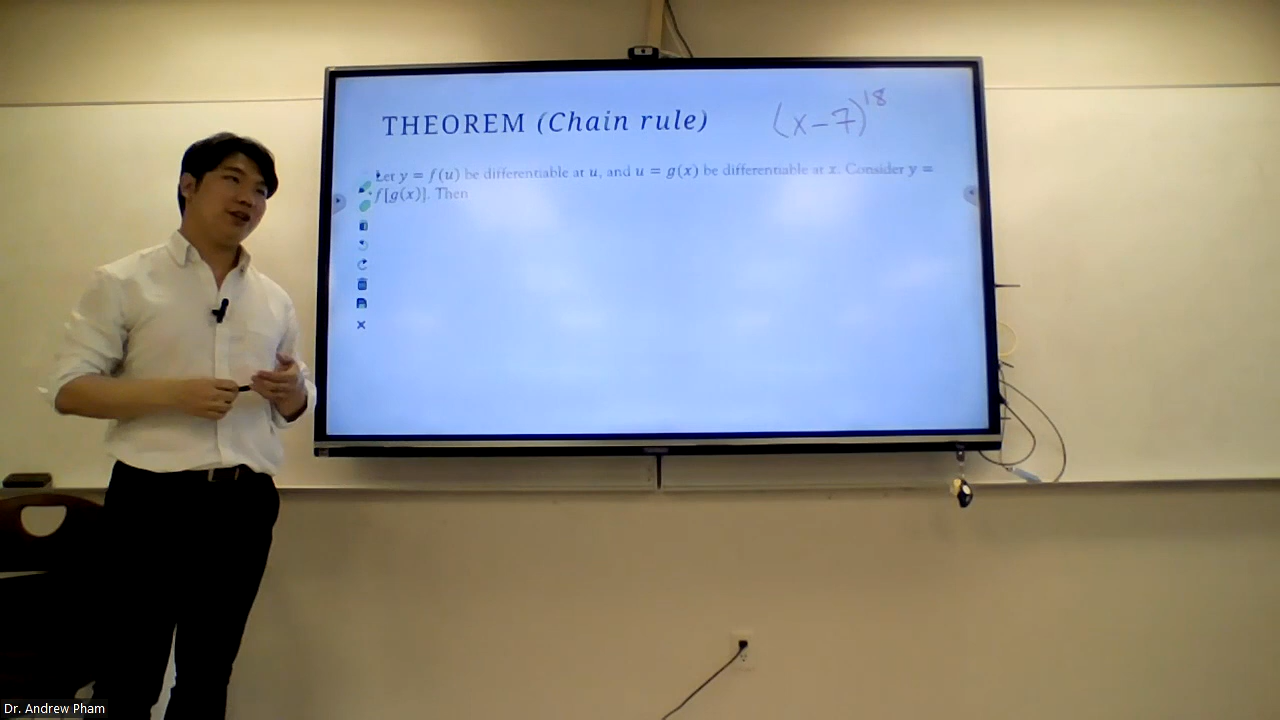 THEOREM (Chain rule)
(x-7)^18
Let y = f(u) be differentiable at u, and u = g(x) be differentiable at x. Consider y =
f[g(x)]. Then
Dr. Andrew Pham